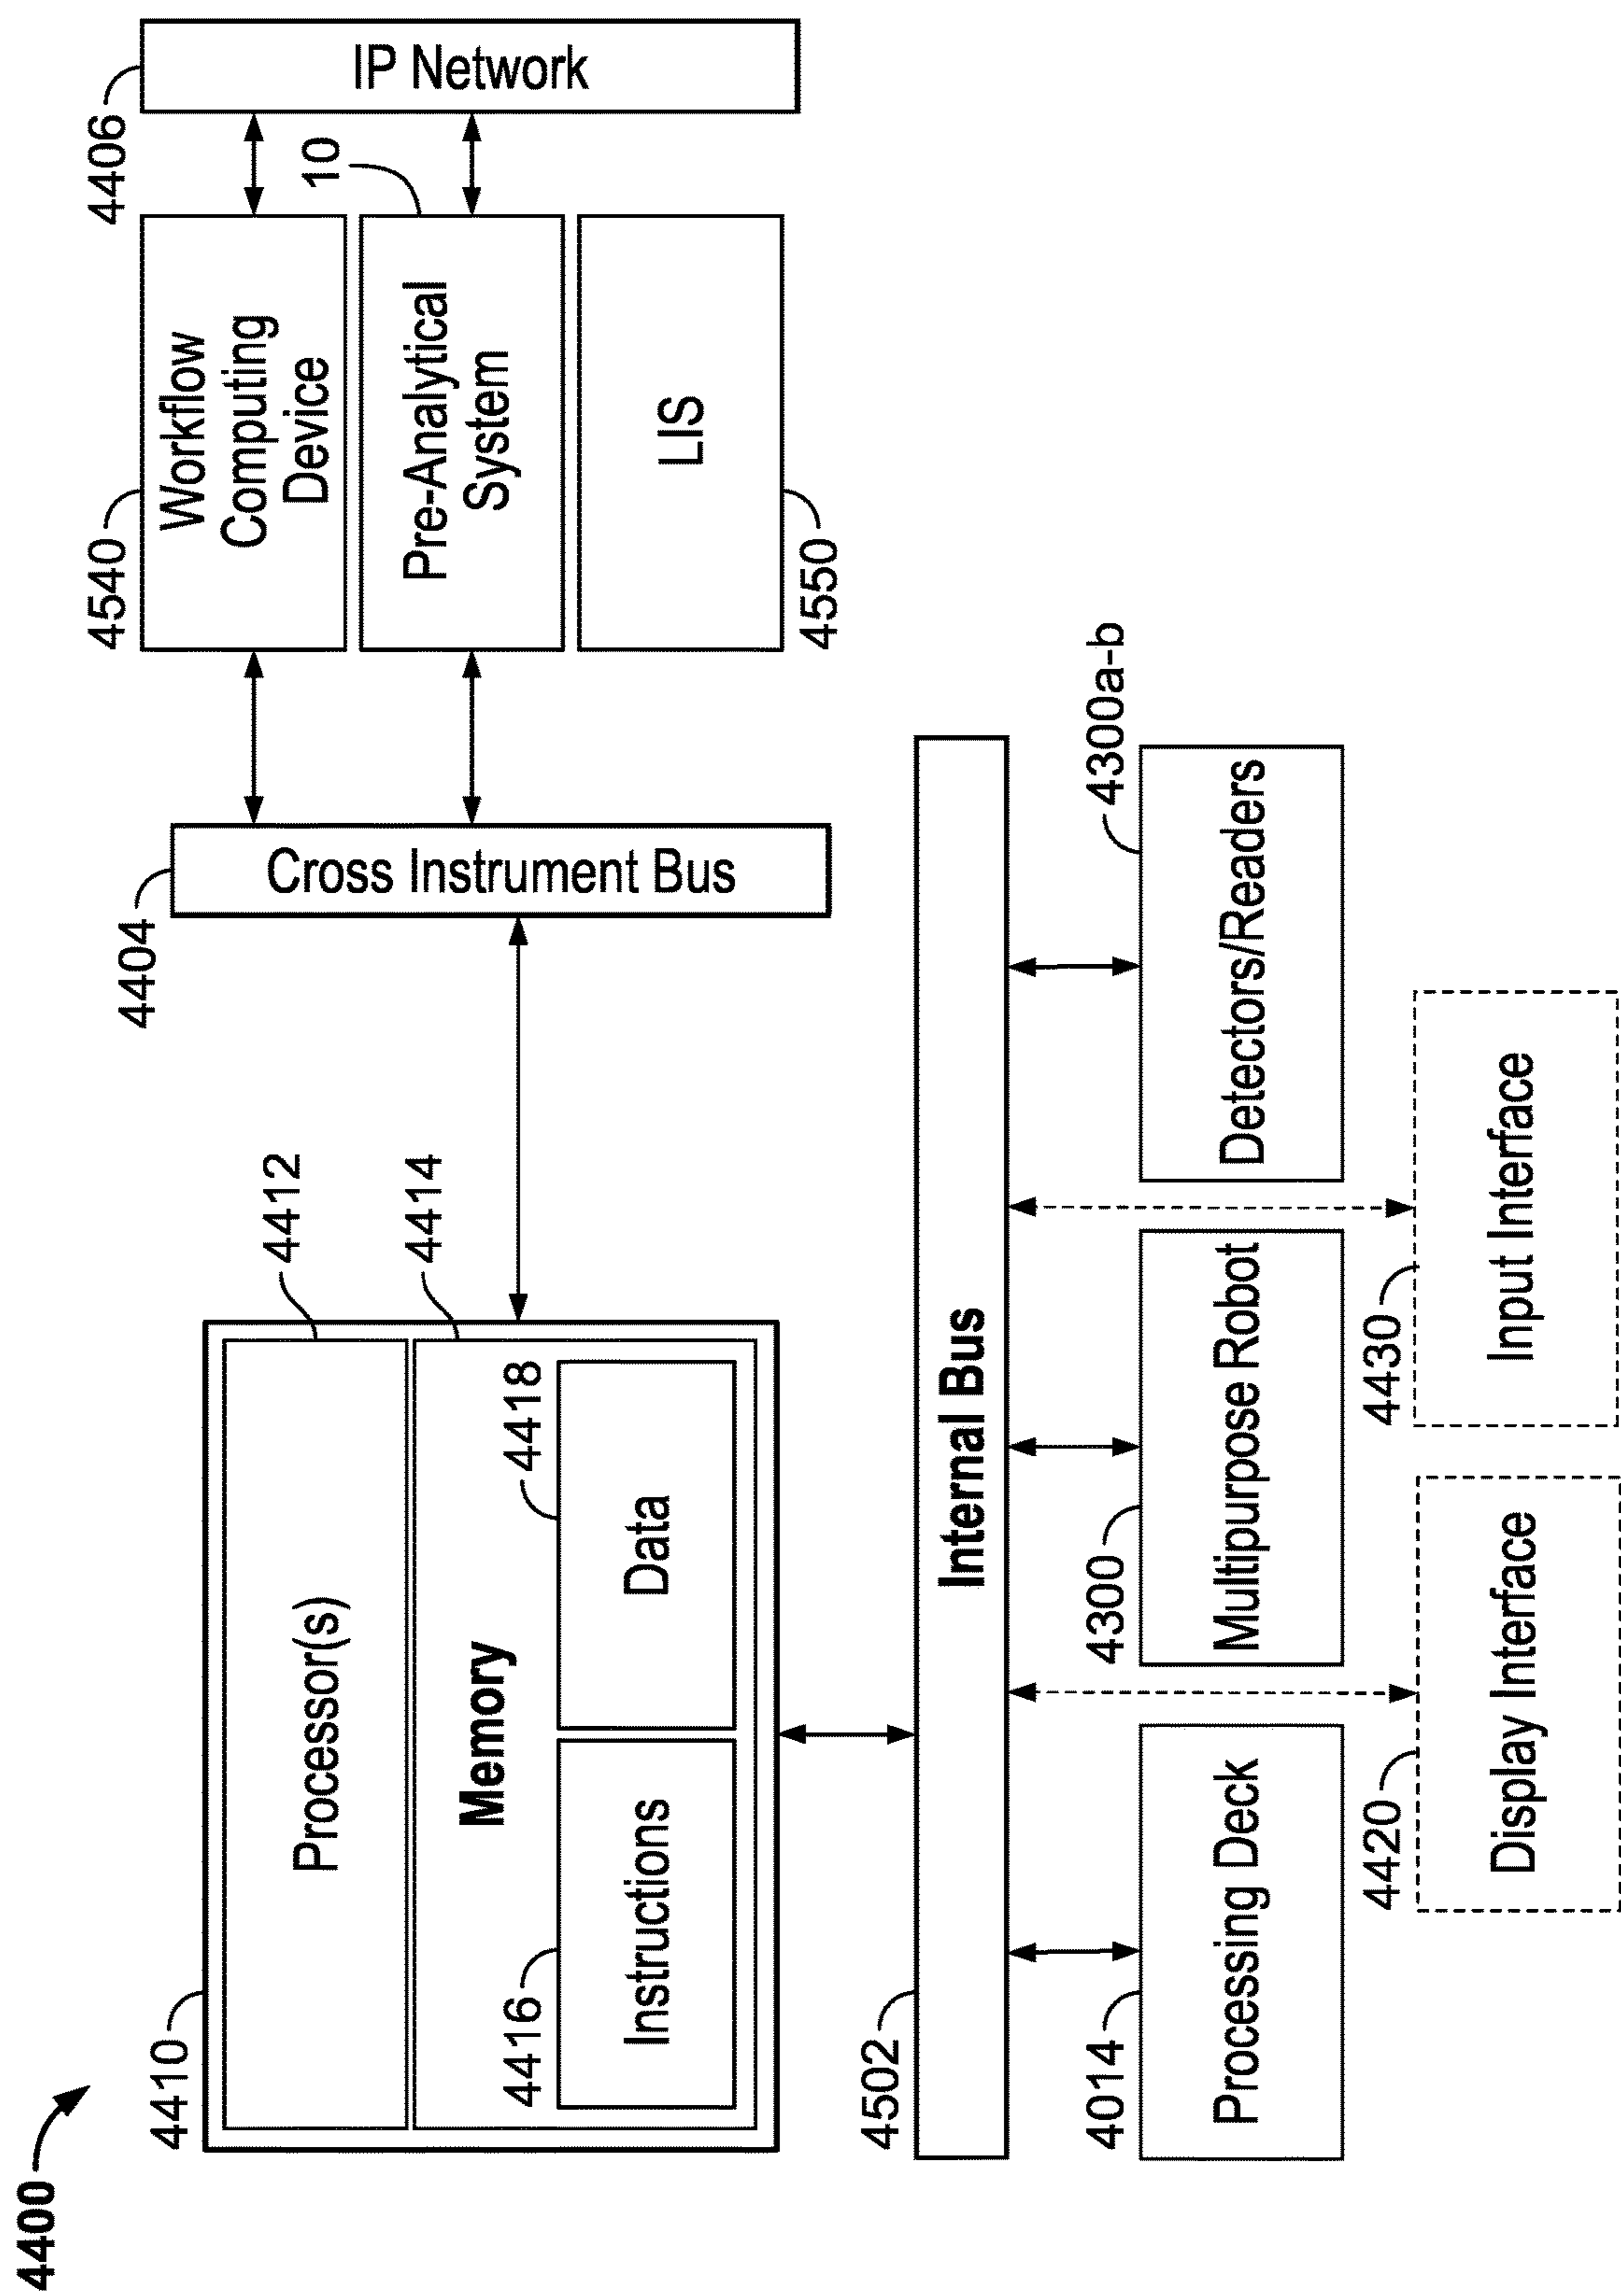 4400
4410
Processor(s)
4412
Memory
4414
4416
Instructions
4418
Data
4404
Cross Instrument Bus
4540
Workflow
Computing
Device
10
Pre-Analytical
System
LIS
4550
4406
IP Network
4502
Internal Bus
4014
Processing Deck
4300
Multipurpose Robot
4300a-b
Detectors/Readers
4420
Display Interface
4430
Input Interface